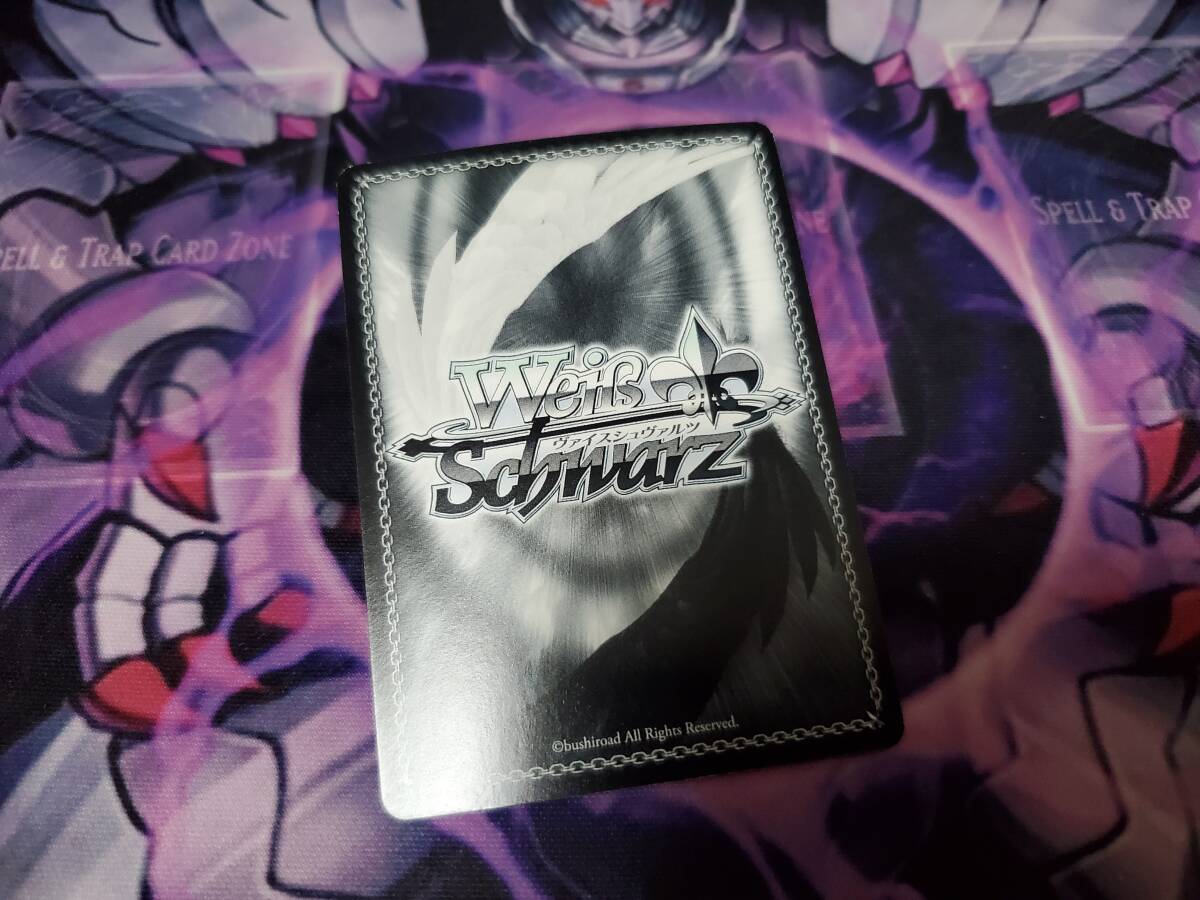 SPELL & TRAP
PELL & TRAP CARD ZONE
Weiß
ヴァイスシュヴァルツ
Schwarz
©bushiroad All Rights Reserved.